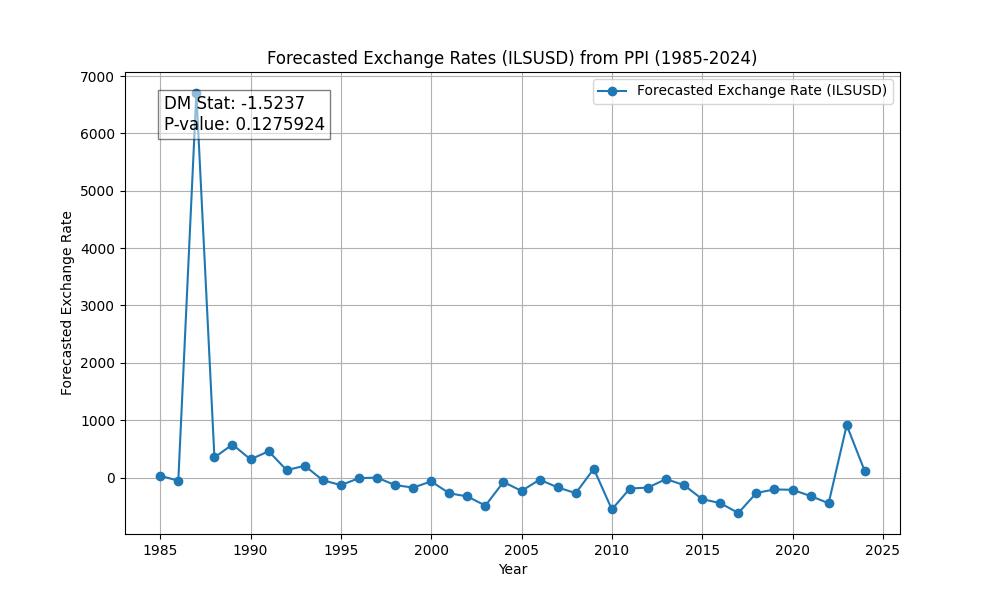 Forecasted Exchange Rates (ILSUSD) from PPI (1985-2024)
DM Stat: -1.5237
P-value: 0.1275924
Forecasted Exchange Rate (ILSUSD)
Forecasted Exchange Rate
7000
6000
5000
4000
3000
2000
1000
0
1985
1990
1995
2000
2005
2010
2015
2020
2025
Year